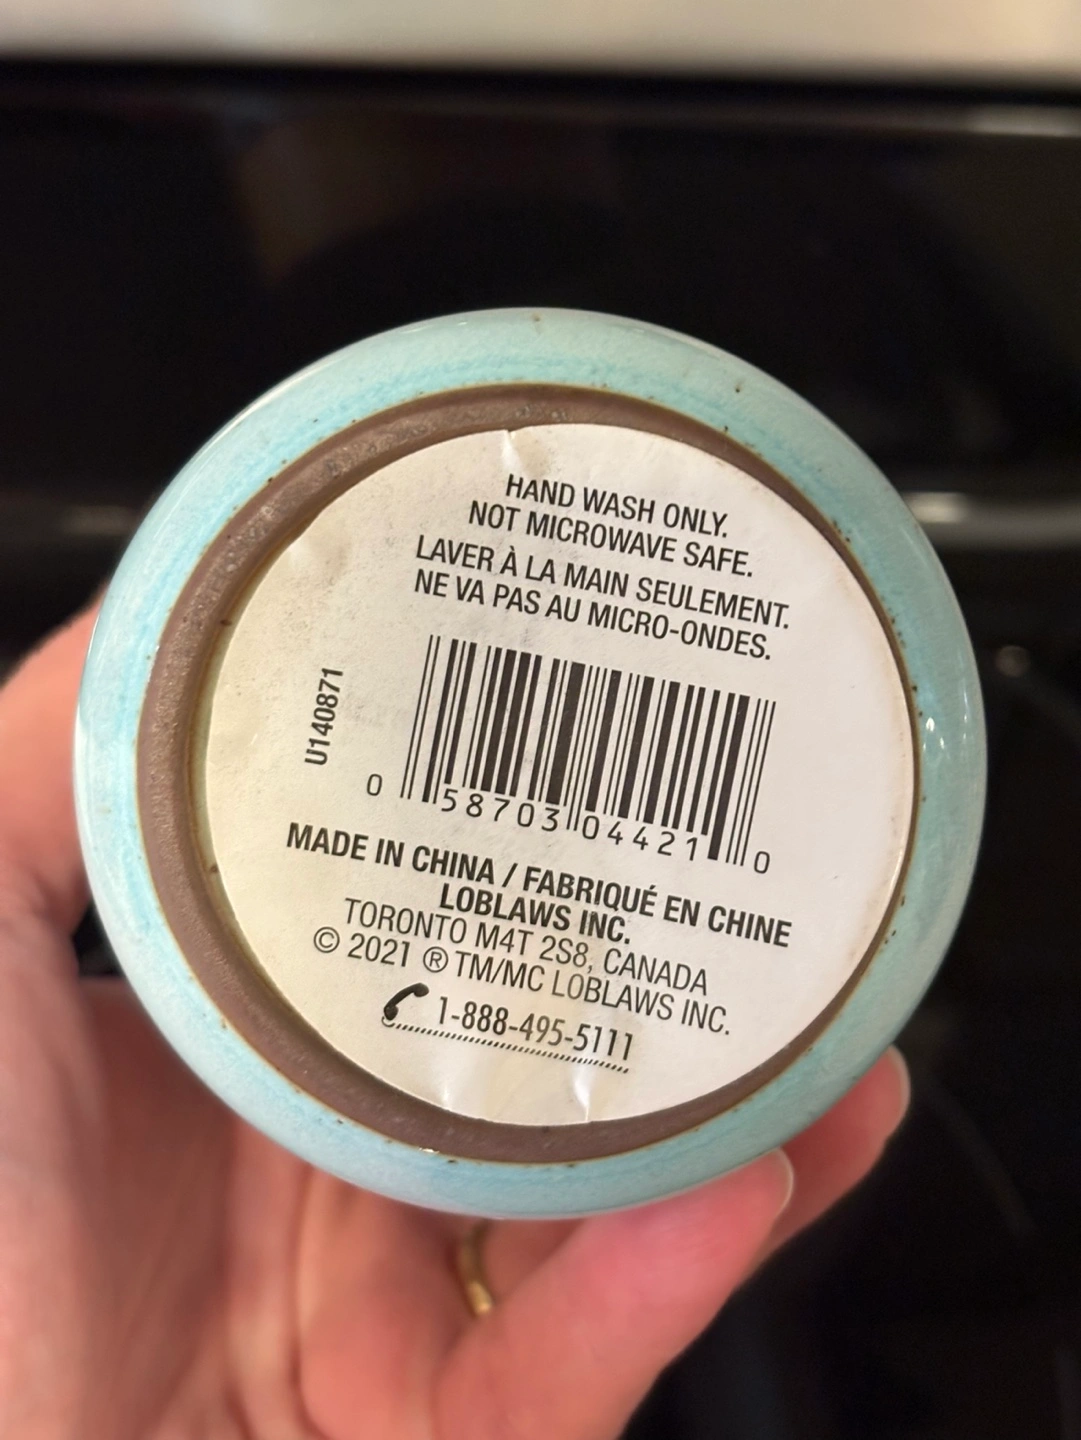 HAND WASH ONLY.
NOT MICROWAVE SAFE.
LAVER À LA MAIN SEULEMENT.
NE VA PAS AU MICRO-ONDES.
U140871
0 58703 04421 0
MADE IN CHINA / FABRIQUÉ EN CHINE
LOBLAWS INC.
TORONTO M4T 2S8, CANADA
© 2021 ® TM/MC LOBLAWS INC.
1-888-495-5111